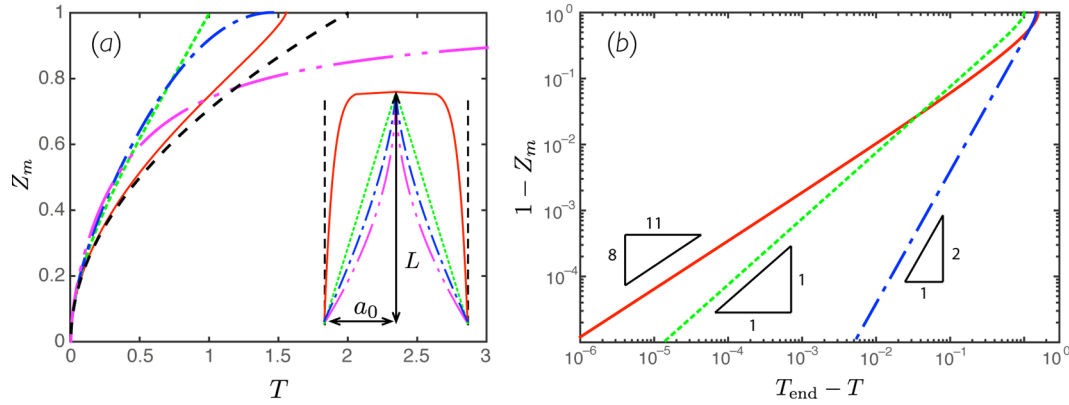 (a)
Z_m
1
0.8
0.6
0.4
0.2
0
0 0.5 1 1.5 2 2.5 3
T
a_0
L
(b)
1 − Z_m
10^0
10^{-1}
10^{-2}
10^{-3}
10^{-4}
10^{-6} 10^{-5} 10^{-4} 10^{-3} 10^{-2} 10^{-1} 10^0
T_end − T
11
8
1
1
2
1